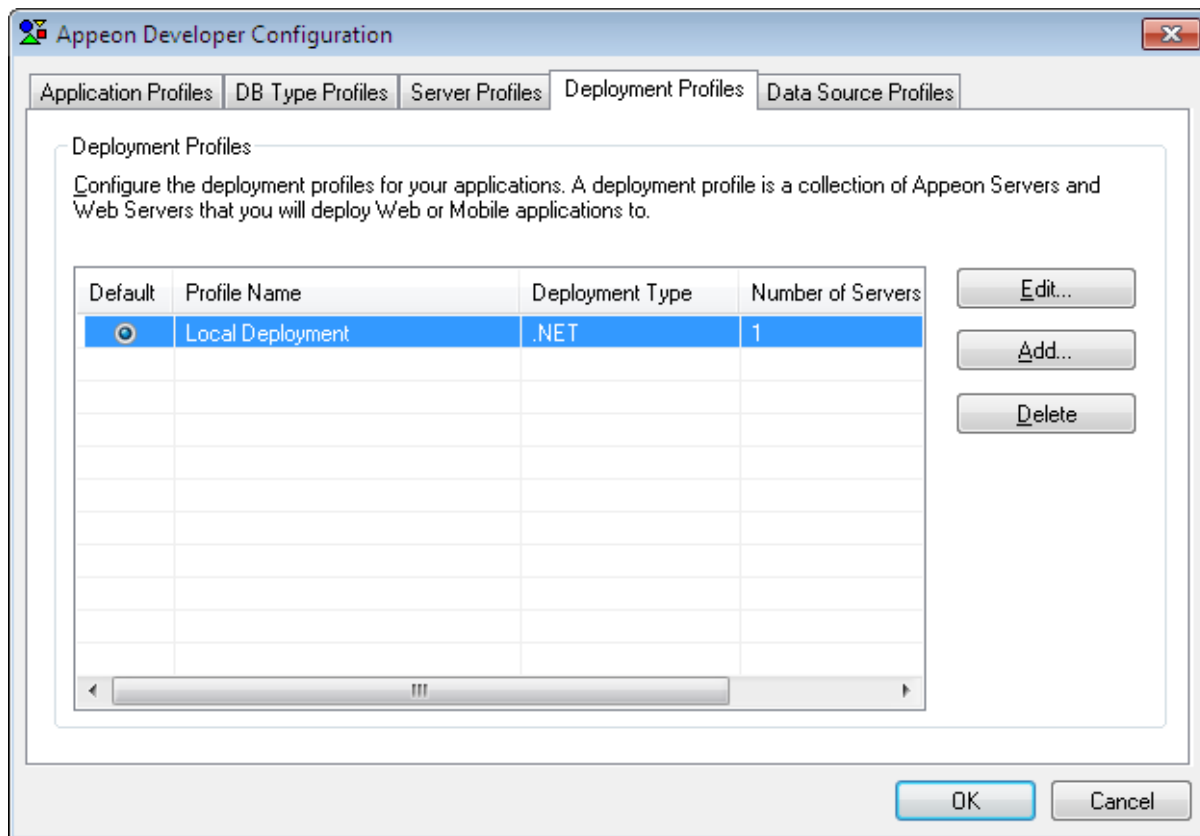 Appeon Developer Configuration
Application Profiles DB Type Profiles Server Profiles Deployment Profiles Data Source Profiles
Deployment Profiles
Configure the deployment profiles for your applications. A deployment profile is a collection of Appeon Servers and
Web Servers that you will deploy Web or Mobile applications to.
Default Profile Name Deployment Type Number of Servers
Local Deployment .NET 1
Edit...
Add...
Delete
OK Cancel